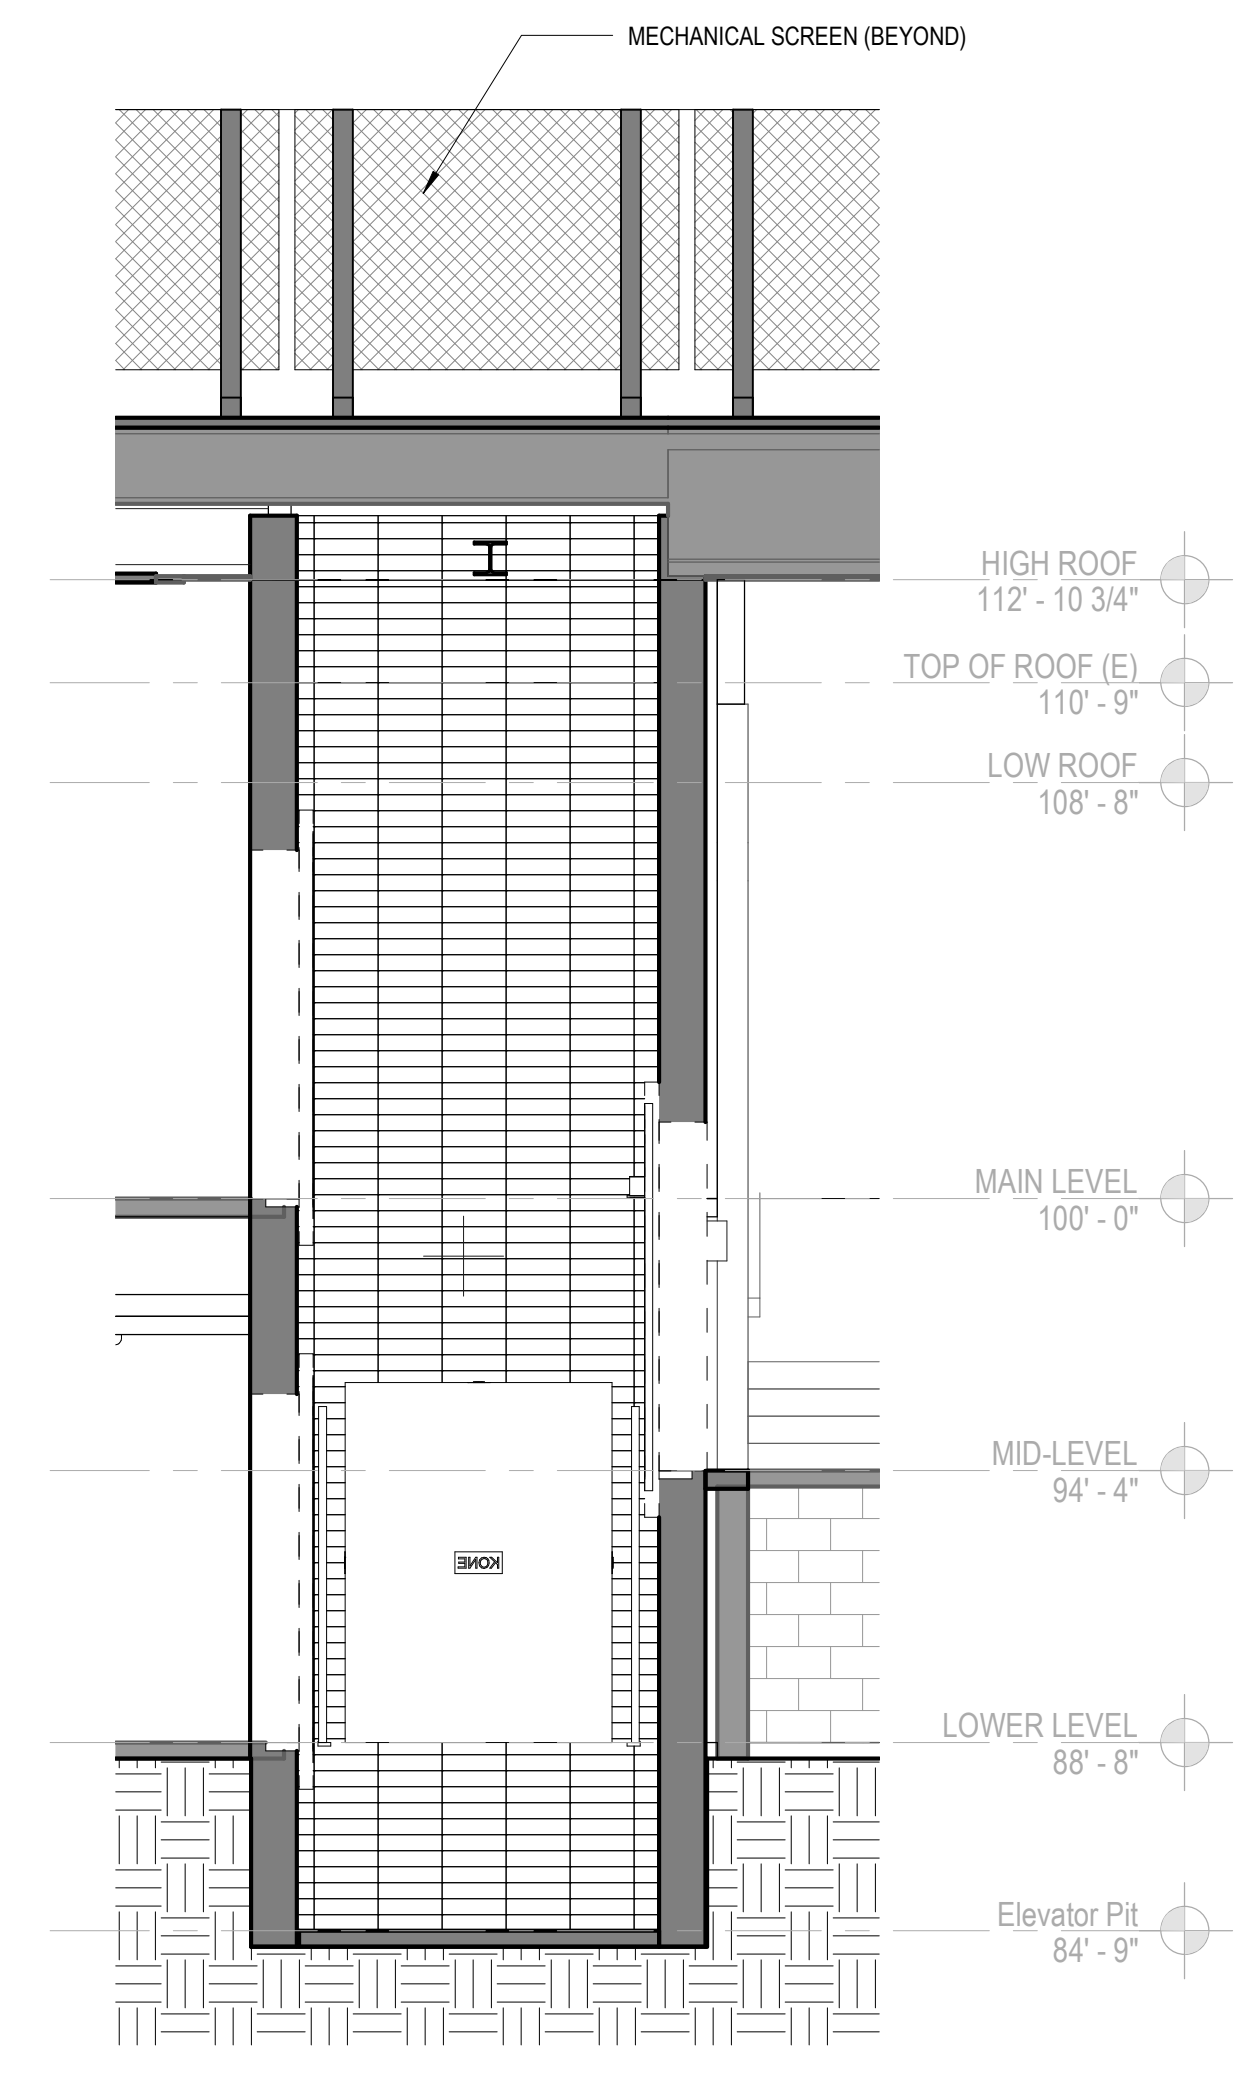 MECHANICAL SCREEN (BEYOND)
HIGH ROOF
112' - 10 3/4"
TOP OF ROOF (E)
110' - 9"
LOW ROOF
108' - 8"
MAIN LEVEL
100' - 0"
MID-LEVEL
94' - 4"
KONE
LOWER LEVEL
88' - 8"
Elevator Pit
84' - 9"